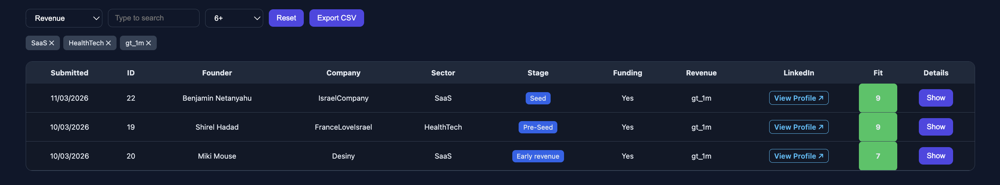 Revenue Type to search 6+ Reset Export CSV
SaaS × HealthTech × gt_1m ×
Submitted ID Founder Company Sector Stage Funding Revenue LinkedIn Fit Details
11/03/2026 22 Benjamin Netanyahu IsraelCompany SaaS Seed Yes gt_1m View Profile ↗ 9 Show
10/03/2026 19 Shirel Hadad FranceLoveIsrael HealthTech Pre-Seed Yes gt_1m View Profile ↗ 9 Show
10/03/2026 20 Miki Mouse Desiny SaaS Early revenue Yes gt_1m View Profile ↗ 7 Show